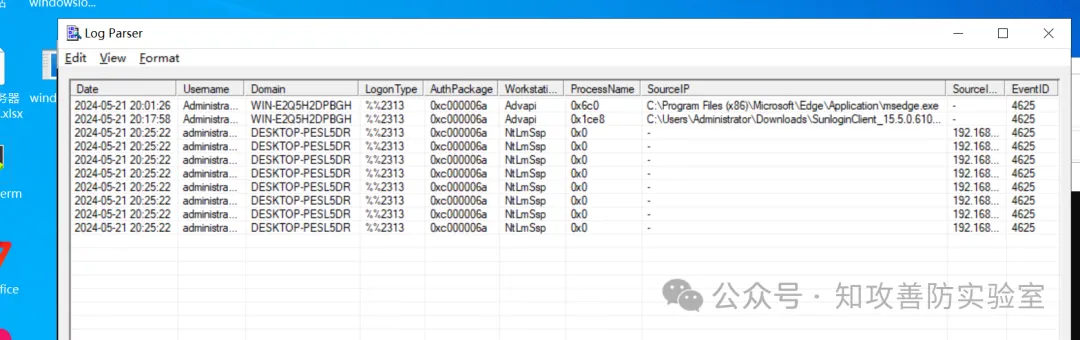 windowslo...
Log Parser
Edit View Format
Date Username Domain LogonType AuthPackage Workstati... ProcessName SourceIP SourceI... EventID
2024-05-21 20:01:26 Administra... WIN-E2Q5H2DPBGH %%2313 0xc000006a Advapi 0x6c0 C:\Program Files (x86)\Microsoft\Edge\Application\msedge.exe - 4625
2024-05-21 20:17:58 Administra... WIN-E2Q5H2DPBGH %%2313 0xc000006a Advapi 0x1ce8 C:\Users\Administrator\Downloads\SunloginClient_15.5.0.610... - 4625
2024-05-21 20:25:22 administra... DESKTOP-PESL5DR %%2313 0xc000006a NtLmSsp 0x0 - 192.168... 4625
2024-05-21 20:25:22 administra... DESKTOP-PESL5DR %%2313 0xc000006a NtLmSsp 0x0 - 192.168... 4625
2024-05-21 20:25:22 administra... DESKTOP-PESL5DR %%2313 0xc000006a NtLmSsp 0x0 - 192.168... 4625
2024-05-21 20:25:22 administra... DESKTOP-PESL5DR %%2313 0xc000006a NtLmSsp 0x0 - 192.168... 4625
2024-05-21 20:25:22 administra... DESKTOP-PESL5DR %%2313 0xc000006a NtLmSsp 0x0 - 192.168... 4625
2024-05-21 20:25:22 administra... DESKTOP-PESL5DR %%2313 0xc000006a NtLmSsp 0x0 - 192.168... 4625
2024-05-21 20:25:22 administra... DESKTOP-PESL5DR %%2313 0xc000006a NtLmSsp 0x0 - 192.168... 4625
2024-05-21 20:25:22 administra... DESKTOP-PESL5DR %%2313 0xc000006a NtLmSsp 0x0 - 192.168... 4625
务器 wind
.xlsx
erm
ffice
公众号 · 知攻善防实验室